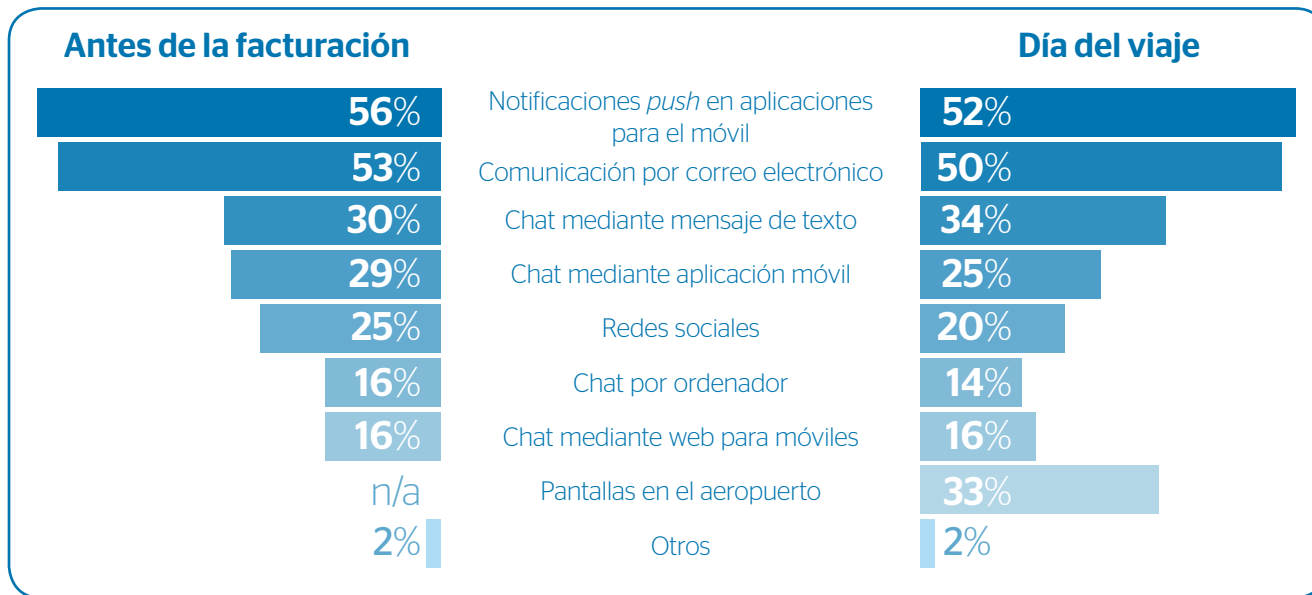 Antes de la facturación
Día del viaje
56%
Notificaciones push en aplicaciones
para el móvil
52%
53%
Comunicación por correo electrónico
50%
30%
Chat mediante mensaje de texto
34%
29%
Chat mediante aplicación móvil
25%
25%
Redes sociales
20%
16%
Chat por ordenador
14%
16%
Chat mediante web para móviles
16%
n/a
Pantallas en el aeropuerto
33%
2%
Otros
2%